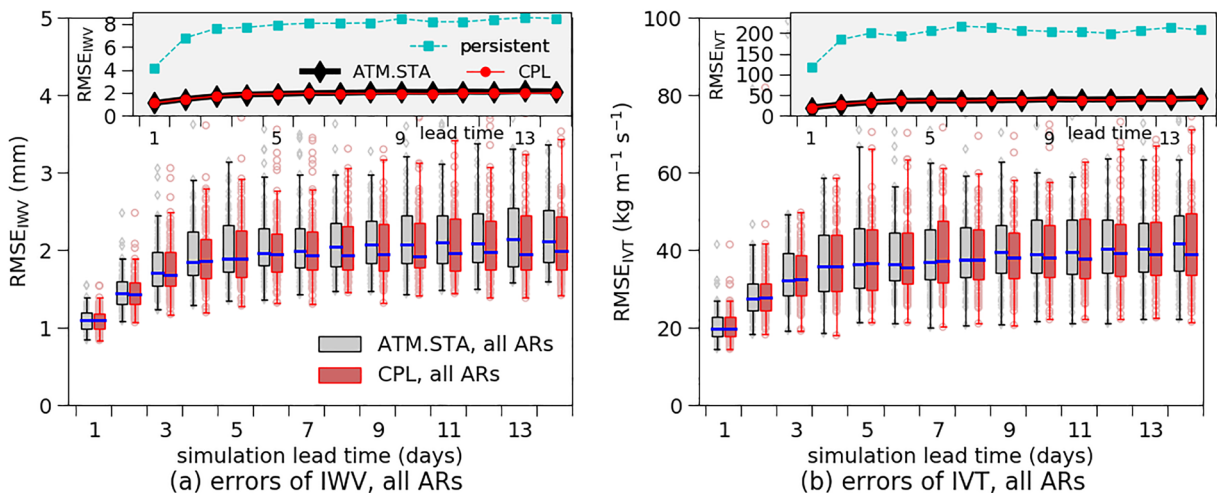 5
4
3
2
1
0
RMSE_IWV (mm)
8
6
4
2
0
RMSE_IWV
persistent
ATM.STA
CPL
1
5
9
13
lead time
ATM.STA, all ARs
CPL, all ARs
1
3
5
7
9
11
13
simulation lead time (days)
(a) errors of IWV, all ARs
100
80
60
40
20
0
RMSE_IVT (kg m⁻¹ s⁻¹)
200
150
100
50
0
RMSE_IVT
1
5
9
13
lead time
1
3
5
7
9
11
13
simulation lead time (days)
(b) errors of IVT, all ARs